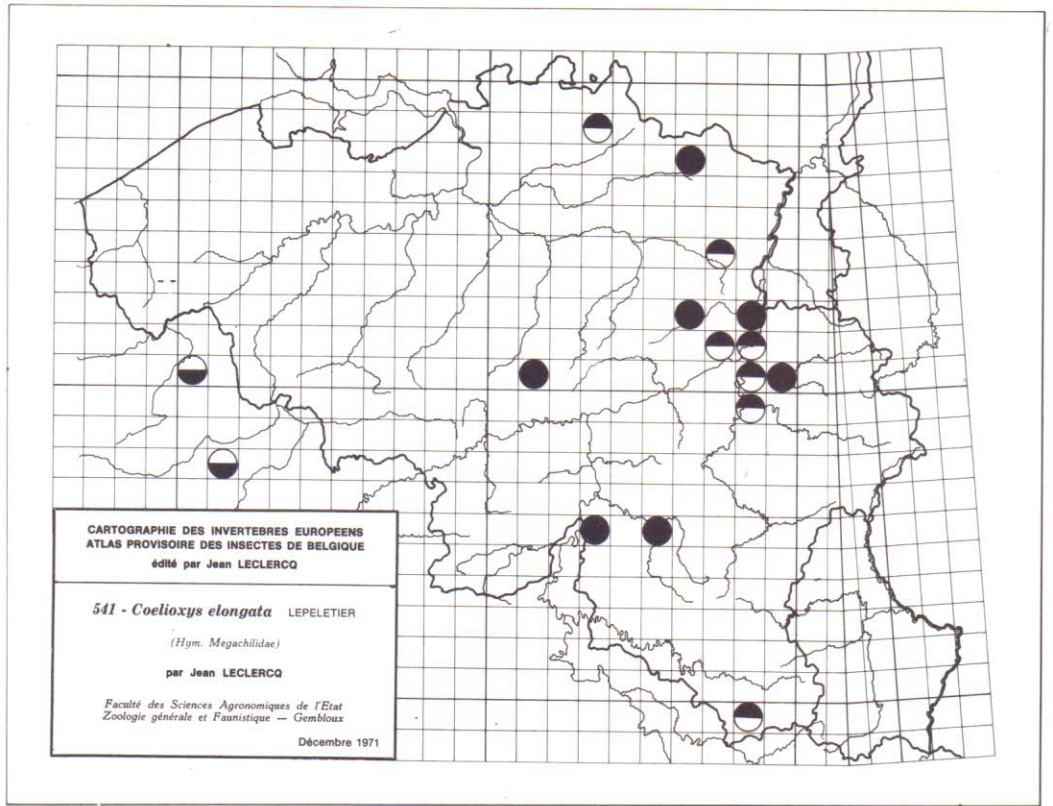 CARTOGRAPHIE DES INVERTEBRES EUROPEENS
ATLAS PROVISOIRE DES INSECTES DE BELGIQUE
édité par Jean LECLERCQ
541 - Coelioxys elongata LEPELETIER
(Hym. Megachilidae)
par Jean LECLERCQ
Faculté des Sciences Agronomiques de l'Etat
Zoologie générale et Faunistique — Gembloux
Décembre 1971